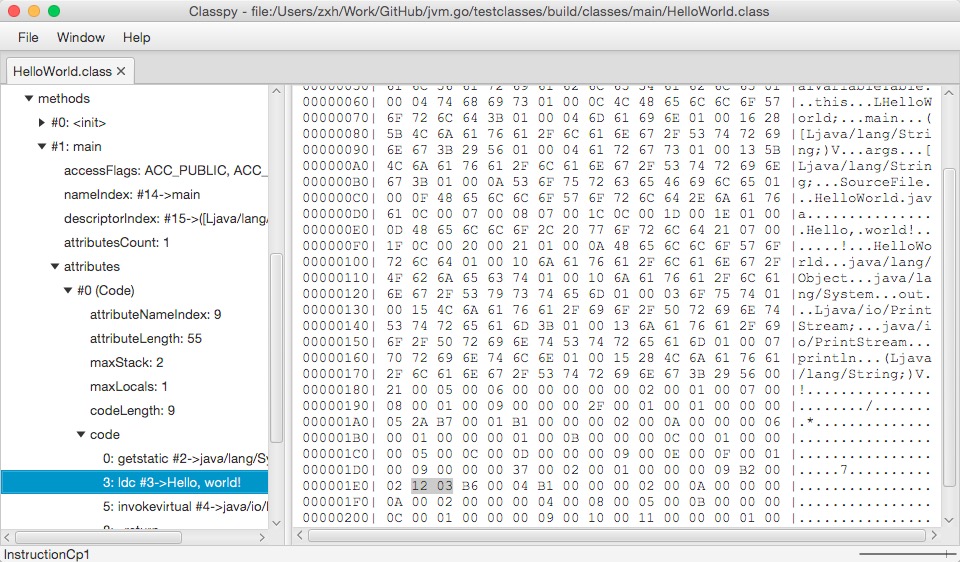 Classpy - file:/Users/zxh/Work/GitHub/jvm.go/testclasses/build/classes/main/HelloWorld.class
File Window Help
HelloWorld.class ×
methods
#0: <init>
#1: main
accessFlags: ACC_PUBLIC, ACC_
nameIndex: #14->main
descriptorIndex: #15->([Ljava/lang/
attributesCount: 1
attributes
#0 (Code)
attributeNameIndex: 9
attributeLength: 55
maxStack: 2
maxLocals: 1
codeLength: 9
code
0: getstatic #2->java/lang/Sy
3: ldc #3->Hello, world!
5: invokevirtual #4->java/io/
8: return
00000050| 61 6C 56 61 72 69 61 62 6C 65 54 61 62 6C 65 01 |alVariableTable.
00000060| 00 04 74 68 69 73 01 00 0C 4C 48 65 6C 6C 6F 57 |..this...LHelloW
00000070| 6F 72 6C 64 3B 01 00 04 6D 61 69 6E 01 00 16 28 |orld;...main...(
00000080| 5B 4C 6A 61 76 61 2F 6C 61 6E 67 2F 53 74 72 69 |[Ljava/lang/Stri
00000090| 6E 67 3B 29 56 01 00 04 61 72 67 73 01 00 13 5B |ng;)V...args...[
000000A0| 4C 6A 61 76 61 2F 6C 61 6E 67 2F 53 74 72 69 6E |Ljava/lang/Strin
000000B0| 67 3B 01 00 0A 53 6F 75 72 63 65 46 69 6C 65 01 |g;...SourceFile.
000000C0| 00 0F 48 65 6C 6C 6F 57 6F 72 6C 64 2E 6A 61 76 |..HelloWorld.jav
000000D0| 61 0C 00 07 00 08 07 00 1C 0C 00 1D 00 1E 01 00 |a...............
000000E0| 0D 48 65 6C 6C 6F 2C 20 77 6F 72 6C 64 21 07 00 |.Hello,.world!..
000000F0| 1F 0C 00 20 00 21 01 00 0A 48 65 6C 6C 6F 57 6F |.....!...HelloWo
00000100| 72 6C 64 01 00 10 6A 61 76 61 2F 6C 61 6E 67 2F |rld...java/lang/
00000110| 4F 62 6A 65 63 74 01 00 10 6A 61 76 61 2F 6C 61 |Object...java/la
00000120| 6E 67 2F 53 79 73 74 65 6D 01 00 03 6F 75 74 01 |ng/System...out.
00000130| 00 15 4C 6A 61 76 61 2F 69 6F 2F 50 72 69 6E 74 |..Ljava/io/Print
00000140| 53 74 72 65 61 6D 3B 01 00 13 6A 61 76 61 2F 69 |Stream;...java/i
00000150| 6F 2F 50 72 69 6E 74 53 74 72 65 61 6D 01 00 07 |o/PrintStream...
00000160| 70 72 69 6E 74 6C 6E 01 00 15 28 4C 6A 61 76 61 |println...(Ljava
00000170| 2F 6C 61 6E 67 2F 53 74 72 69 6E 67 3B 29 56 00 |/lang/String;)V.
00000180| 21 00 05 00 06 00 00 00 00 00 02 00 01 00 07 00 |!...............
00000190| 08 00 01 00 09 00 00 00 2F 00 01 00 01 00 00 00 |......../.......
000001A0| 05 2A B7 00 01 B1 00 00 00 02 00 0A 00 00 00 06 |.*..............
000001B0| 00 01 00 00 00 01 00 0B 00 00 00 0C 00 01 00 00 |................
000001C0| 00 05 00 0C 00 0D 00 00 00 09 00 0E 00 0F 00 01 |................
000001D0| 00 09 00 00 00 37 00 02 00 01 00 00 00 09 B2 00 |.....7..........
000001E0| 02 12 03 B6 00 04 B1 00 00 00 02 00 0A 00 00 00 |................
000001F0| 0A 00 02 00 00 00 04 00 08 00 05 00 0B 00 00 00 |................
00000200| 0C 00 01 00 00 00 09 00 10 00 11 00 00 00 01 00 |................
InstructionCp1